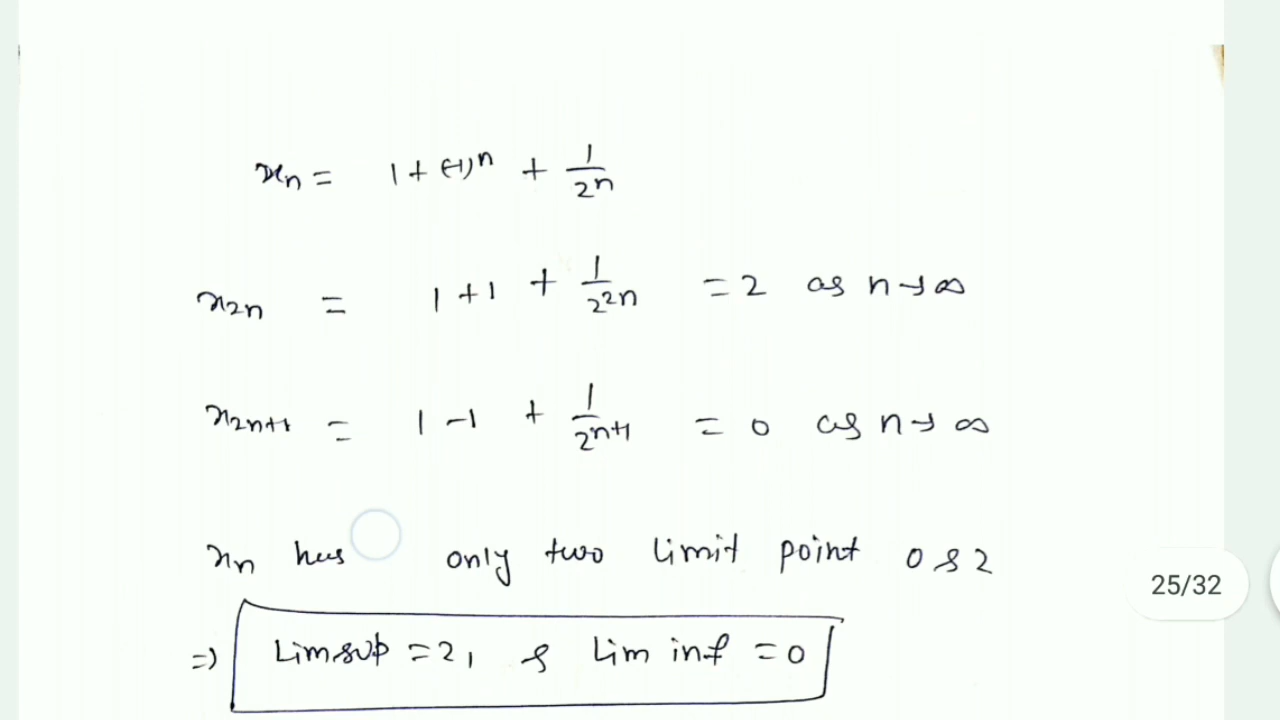 xn = 1 + (-1)^n + 1/2^n
x2n = 1 + 1 + 1/2^2n = 2 as n → ∞
x2n+1 = 1 - 1 + 1/2^n+1 = 0 as n → ∞
xn has only two limit point 0 & 2
25/32
=) Limsup = 2, & Lim inf = 0